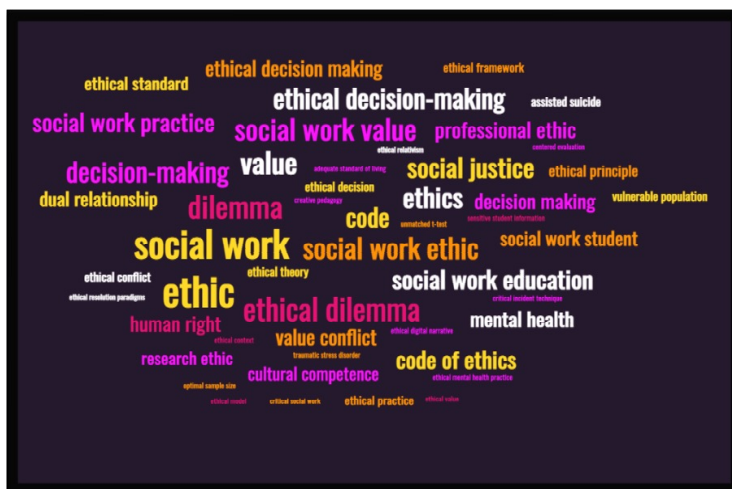 ethical decision making
ethical framework
ethical standard
ethical decision-making
assisted suicide
social work practice
social work value
professional ethic
ethical relativism
centered evaluation
decision-making
value
adequate standard of living
social justice
ethical principle
dual relationship
ethical decision
creative pedagogy
ethics
decision making
vulnerable population
dilemma
code
unmatched t-test
sensitive student information
social work
social work ethic
social work student
ethical conflict
ethical theory
social work education
ethical resolution paradigms
ethic
critical incident technique
ethical dilemma
human right
mental health
ethical context
value conflict
ethical digital narrative
research ethic
traumatic stress disorder
code of ethics
cultural competence
ethical mental health practice
optimal sample size
ethical model
critical social work
ethical practice
ethical value